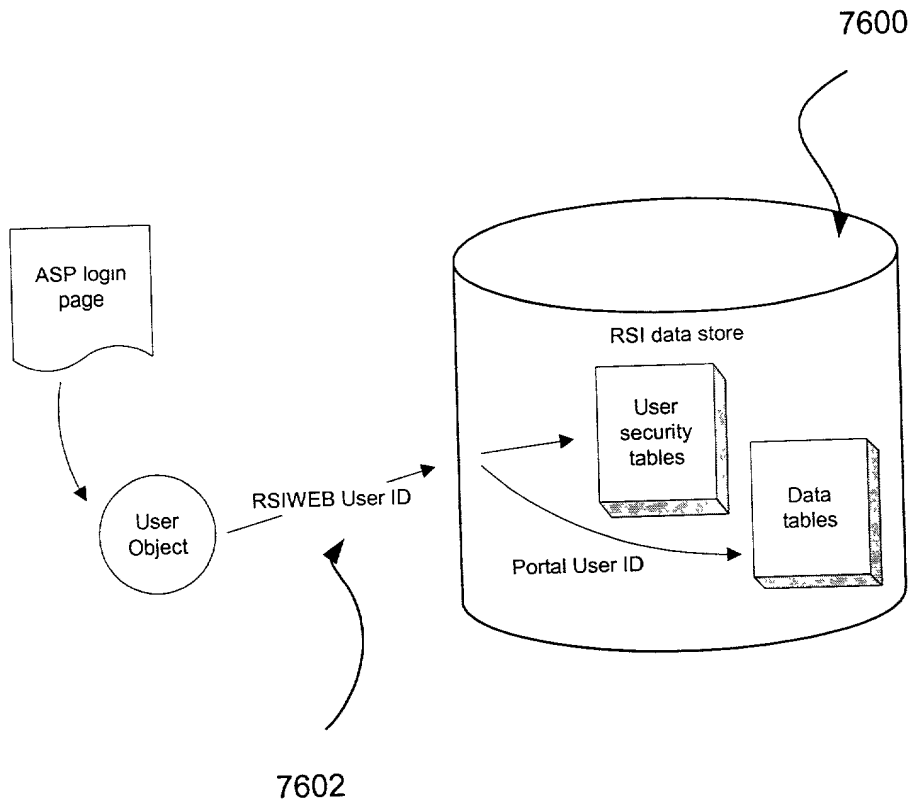 7600
ASP login
page
RSI data store
User
security
tables
Data
tables
RSIWEB User ID
User
Object
Portal User ID
7602